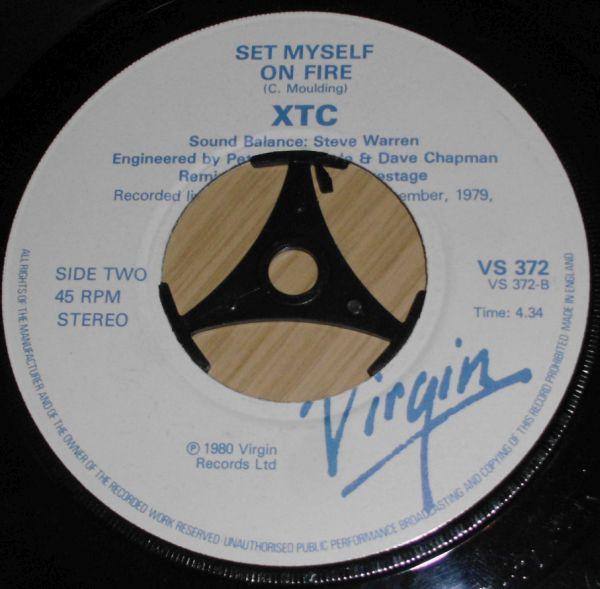 SET MYSELF
ON FIRE
(C. Moulding)
XTC
Sound Balance: Steve Warren
Engineered by & Dave Chapman
Recorded 1979,
SIDE TWO
45 RPM
STEREO
VS 372
VS 372-B
Time: 4.34
Virgin
℗ 1980 Virgin
Records Ltd
ALL RIGHTS OF THE MANUFACTURER AND OF THE OWNER OF THE RECORDED WORK RESERVED · UNAUTHORISED PUBLIC PERFORMANCE BROADCASTING AND COPYING OF THIS RECORD PROHIBITED MADE IN ENGLAND